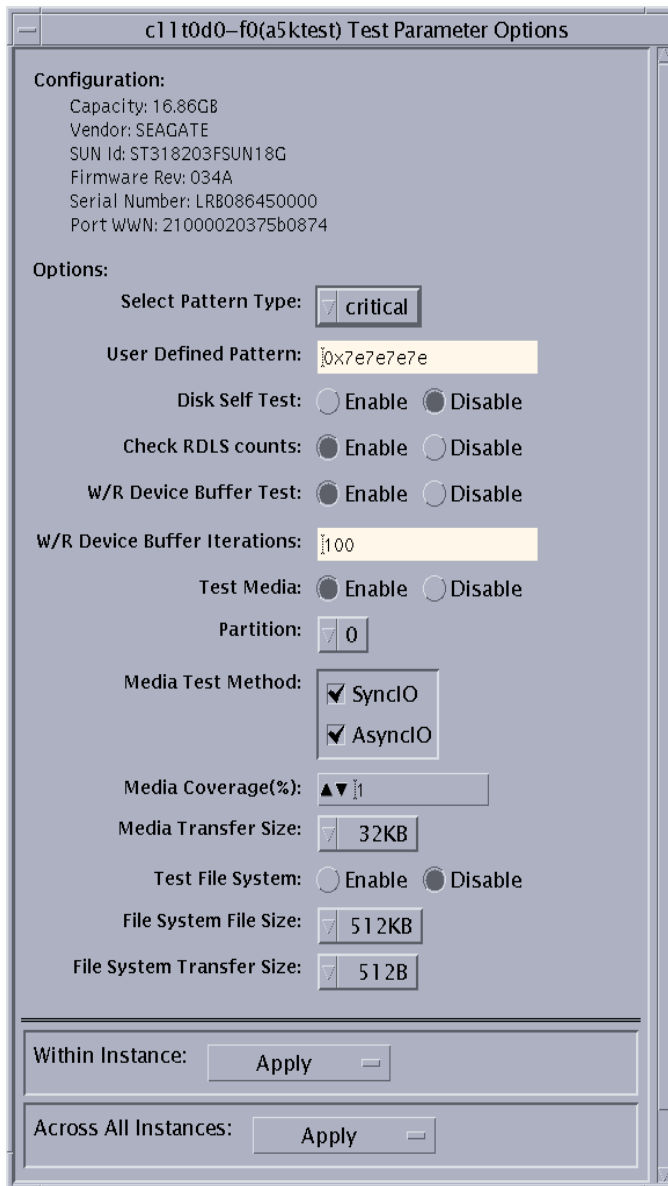 c11t0d0-f0(a5ktest) Test Parameter Options
Configuration:
Capacity: 16.86GB
Vendor: SEAGATE
SUN Id: ST318203FSUN18G
Firmware Rev: 034A
Serial Number: LRB086450000
Port WWN: 21000020375b0874
Options:
Select Pattern Type: critical
User Defined Pattern: 0x7e7e7e7e
Disk Self Test: Enable Disable
Check RDLS counts: Enable Disable
W/R Device Buffer Test: Enable Disable
W/R Device Buffer Iterations: 100
Test Media: Enable Disable
Partition: 0
Media Test Method: SyncIO
AsyncIO
Media Coverage(%): 1
Media Transfer Size: 32KB
Test File System: Enable Disable
File System File Size: 512KB
File System Transfer Size: 512B
Within Instance: Apply
Across All Instances: Apply